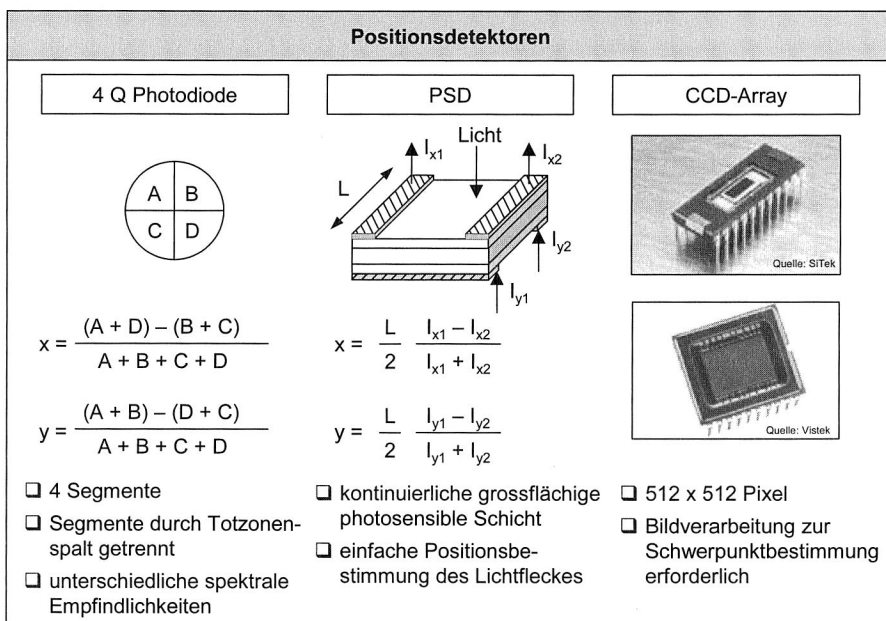 Positionsdetektoren
4 Q Photodiode
A B
C D
x = (A + D) – (B + C) / A + B + C + D
y = (A + B) – (D + C) / A + B + C + D
❑ 4 Segmente
❑ Segmente durch Totzonen-
spalt getrennt
❑ unterschiedliche spektrale
Empfindlichkeiten
PSD
Licht
I_x1
I_x2
L
I_y2
I_y1
x = L / 2 I_x1 – I_x2 / I_x1 + I_x2
y = L / 2 I_y1 – I_y2 / I_y1 + I_y2
❑ kontinuierliche grossflächige
photosensible Schicht
❑ einfache Positionsbe-
stimmung des Lichtfleckes
CCD-Array
Quelle: SiTek
Quelle: Vistek
❑ 512 x 512 Pixel
❑ Bildverarbeitung zur
Schwerpunktbestimmung
erforderlich